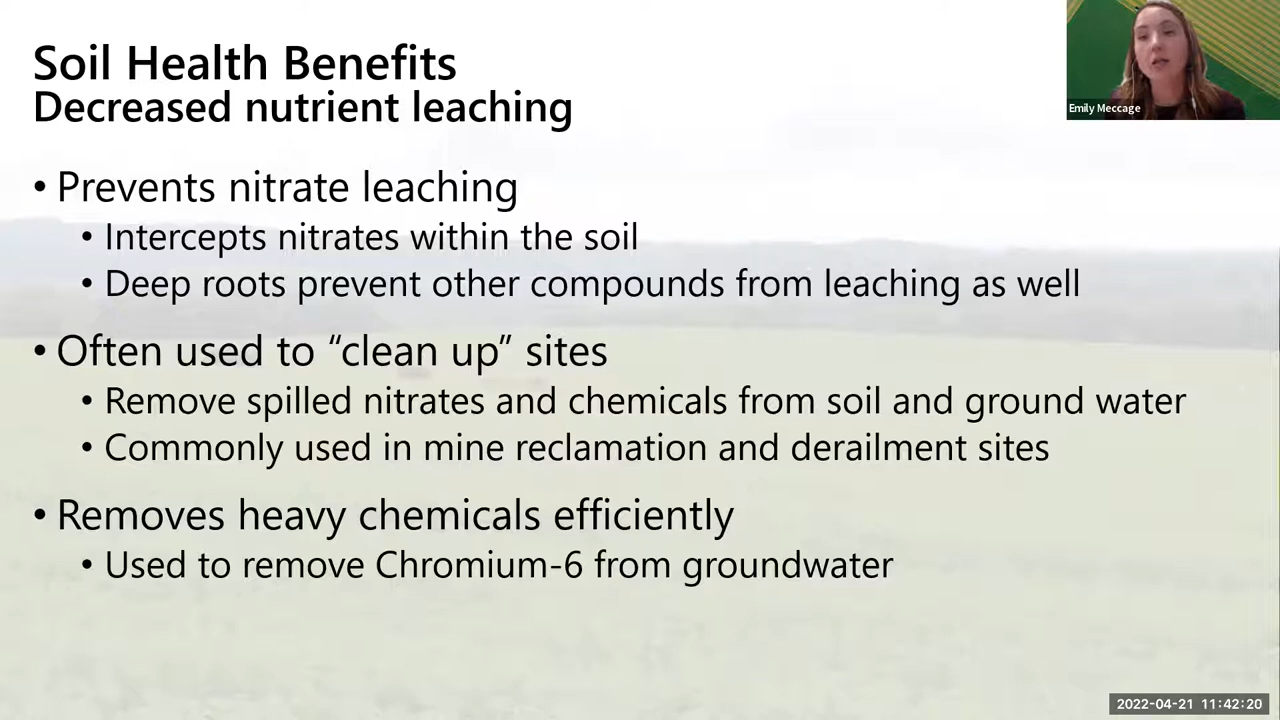 Soil Health Benefits
Decreased nutrient leaching
Emily Meccage
• Prevents nitrate leaching
• Intercepts nitrates within the soil
• Deep roots prevent other compounds from leaching as well
• Often used to “clean up” sites
• Remove spilled nitrates and chemicals from soil and ground water
• Commonly used in mine reclamation and derailment sites
• Removes heavy chemicals efficiently
• Used to remove Chromium-6 from groundwater
2022-04-21 11:42:20